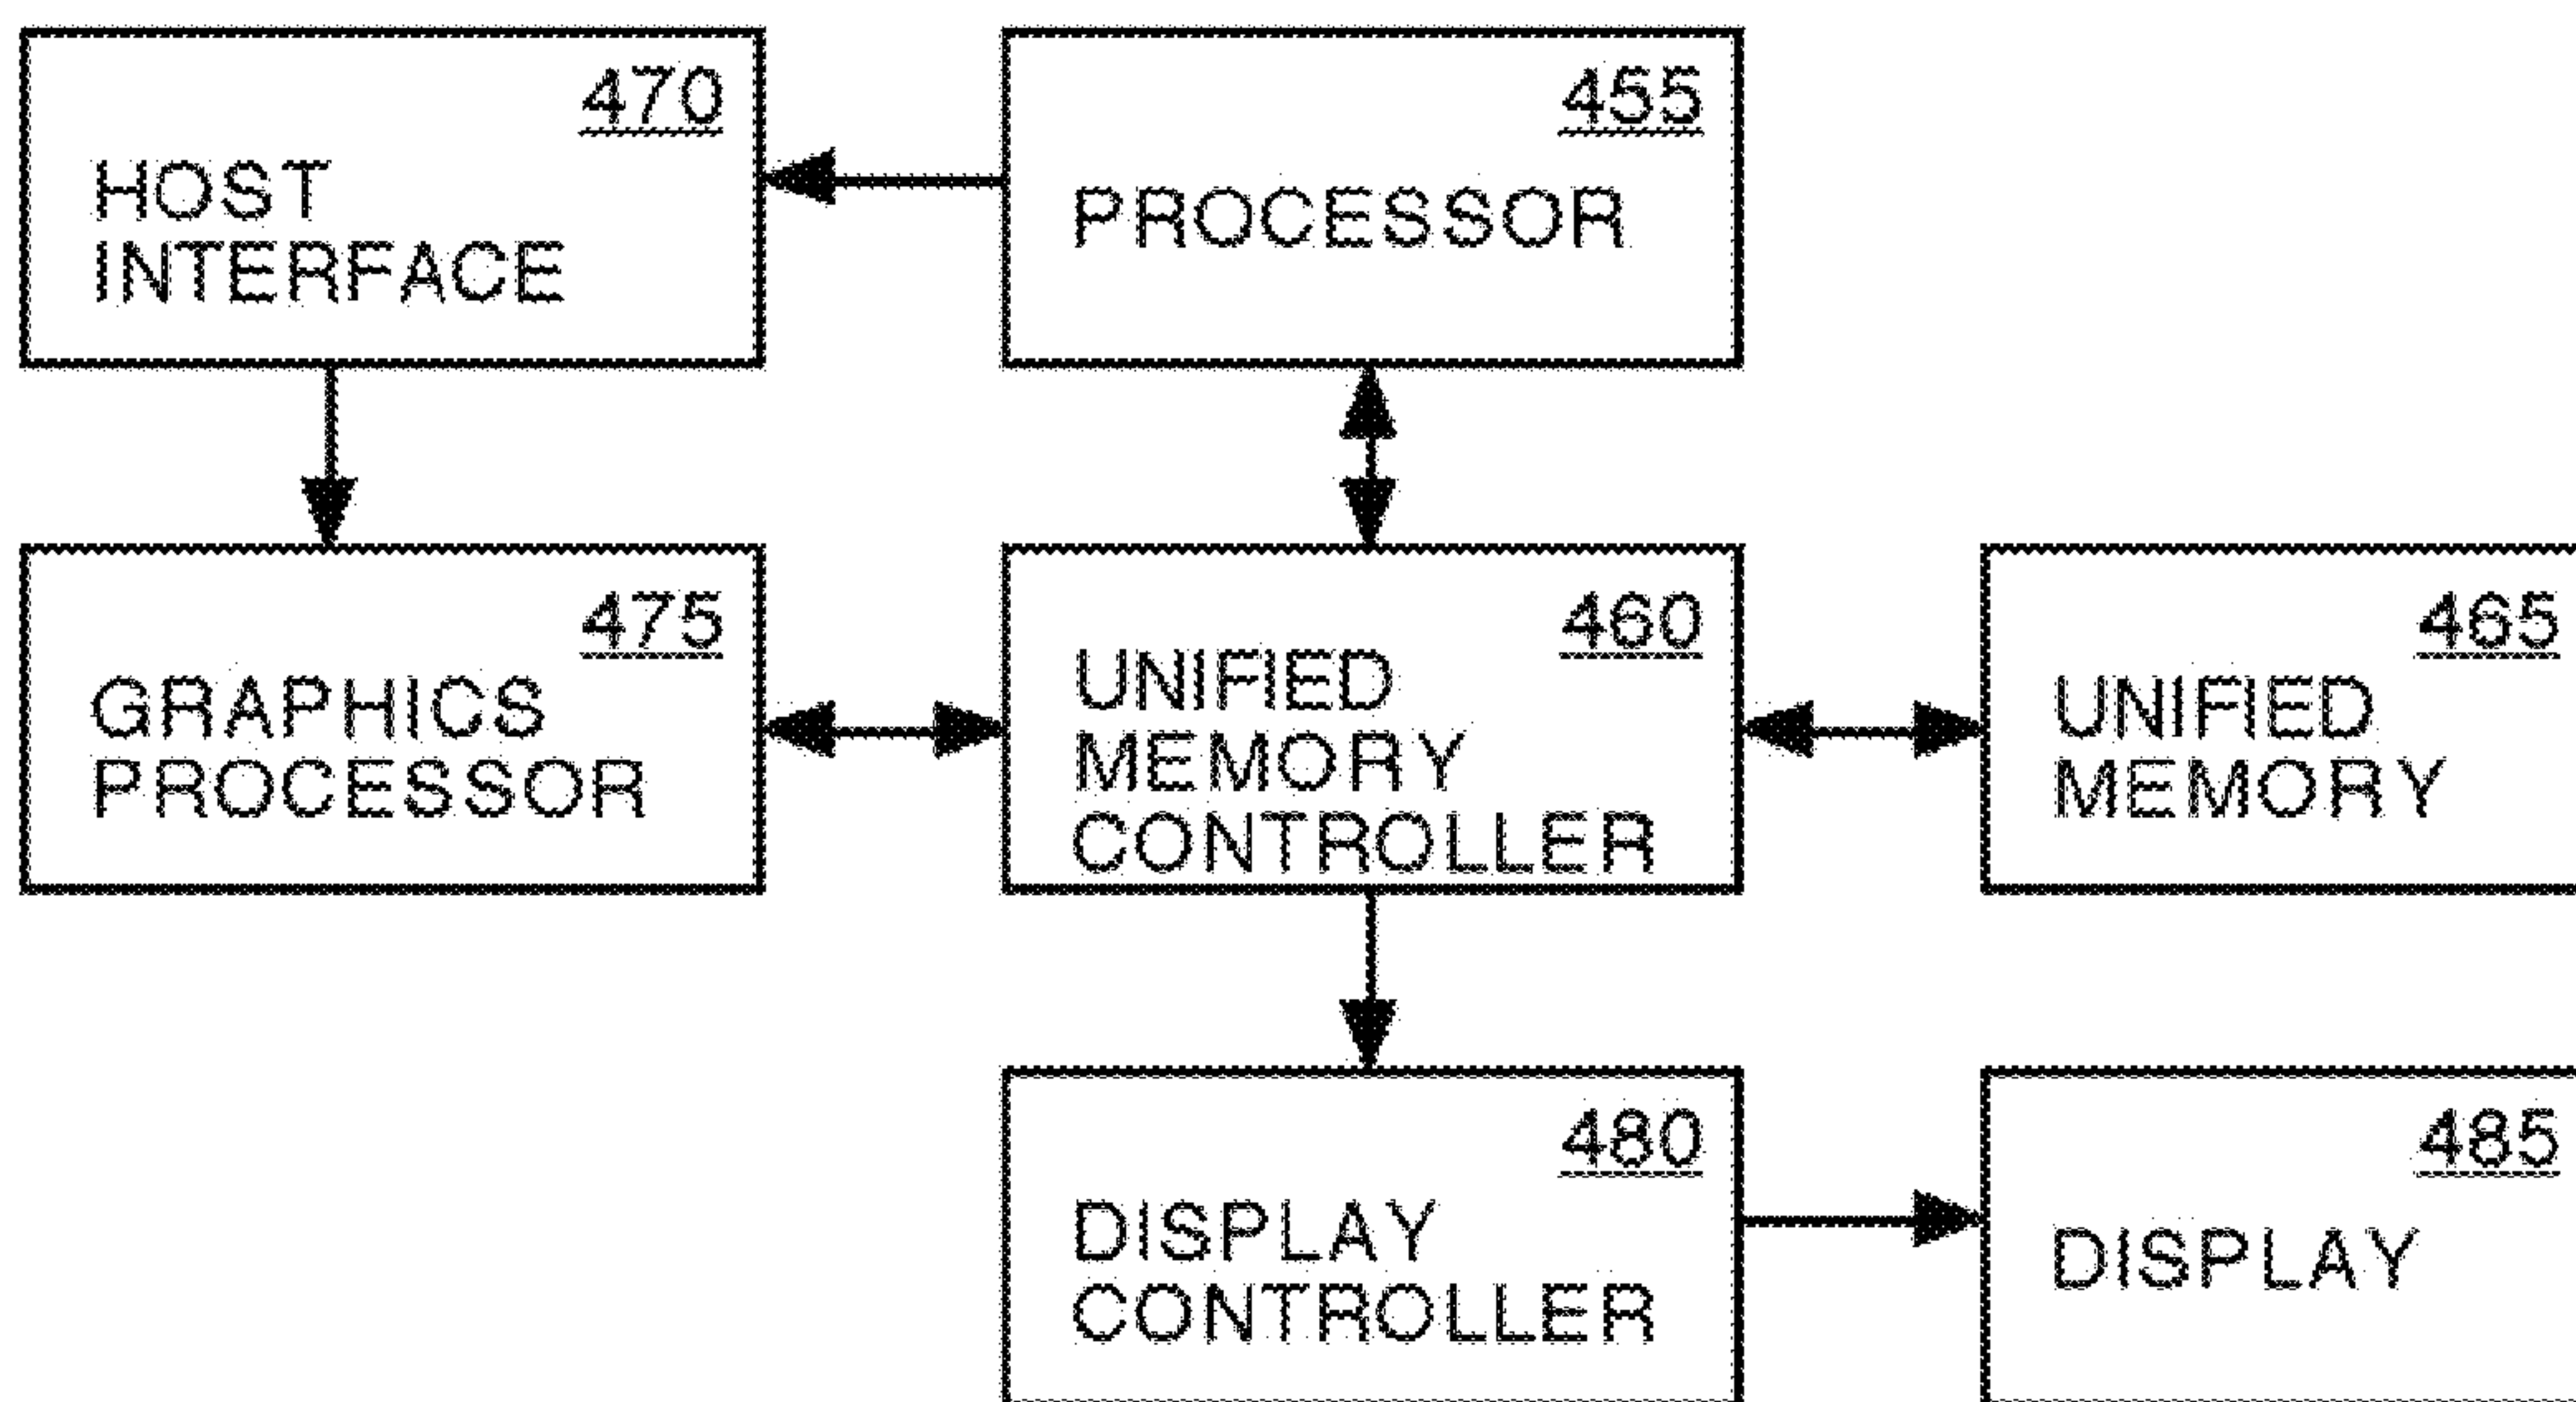 470
HOST
INTERFACE
455
PROCESSOR
475
GRAPHICS
PROCESSOR
460
UNIFIED
MEMORY
CONTROLLER
465
UNIFIED
MEMORY
480
DISPLAY
CONTROLLER
485
DISPLAY